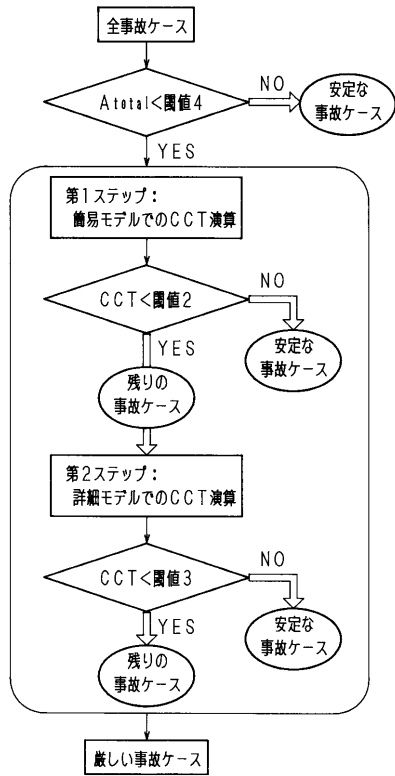 全事故ケース
Atotal<閾値4
NO
安定な
事故ケース
YES
第1ステップ：
簡易モデルでのCCT演算
CCT<閾値2
NO
安定な
事故ケース
YES
残りの
事故ケース
第2ステップ：
詳細モデルでのCCT演算
CCT<閾値3
NO
安定な
事故ケース
YES
残りの
事故ケース
厳しい事故ケース